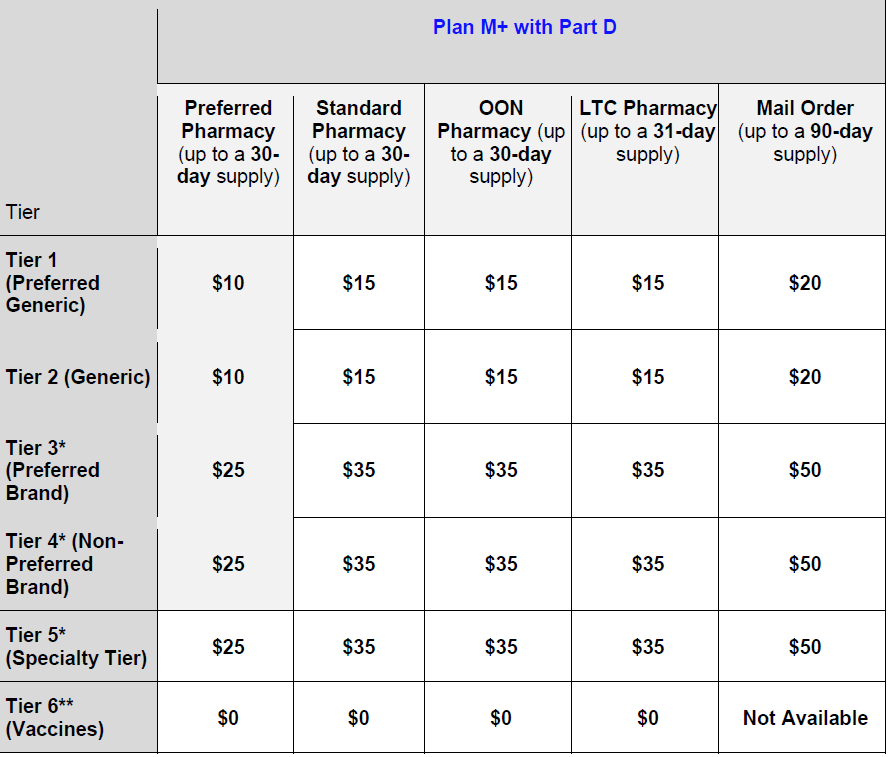 Plan M+ with Part D
Tier
Preferred
Pharmacy
(up to a 30-
day supply)
Standard
Pharmacy
(up to a 30-
day supply)
OON
Pharmacy (up
to a 30-day
supply)
LTC Pharmacy
(up to a 31-day
supply)
Mail Order
(up to a 90-day
supply)
Tier 1
(Preferred
Generic)
$10
$15
$15
$15
$20
Tier 2 (Generic)
$10
$15
$15
$15
$20
Tier 3*
(Preferred
Brand)
$25
$35
$35
$35
$50
Tier 4* (Non-
Preferred
Brand)
$25
$35
$35
$35
$50
Tier 5*
(Specialty Tier)
$25
$35
$35
$35
$50
Tier 6**
(Vaccines)
$0
$0
$0
$0
Not Available